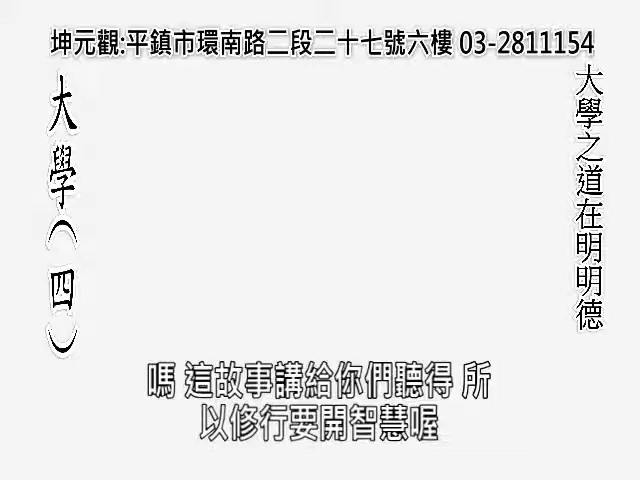 坤元觀:平鎮市環南路二段二十七號六樓 03-2811154
大學之道在明明德
大學(四)
嗎 這故事講給你們聽得 所
以修行要開智慧喔